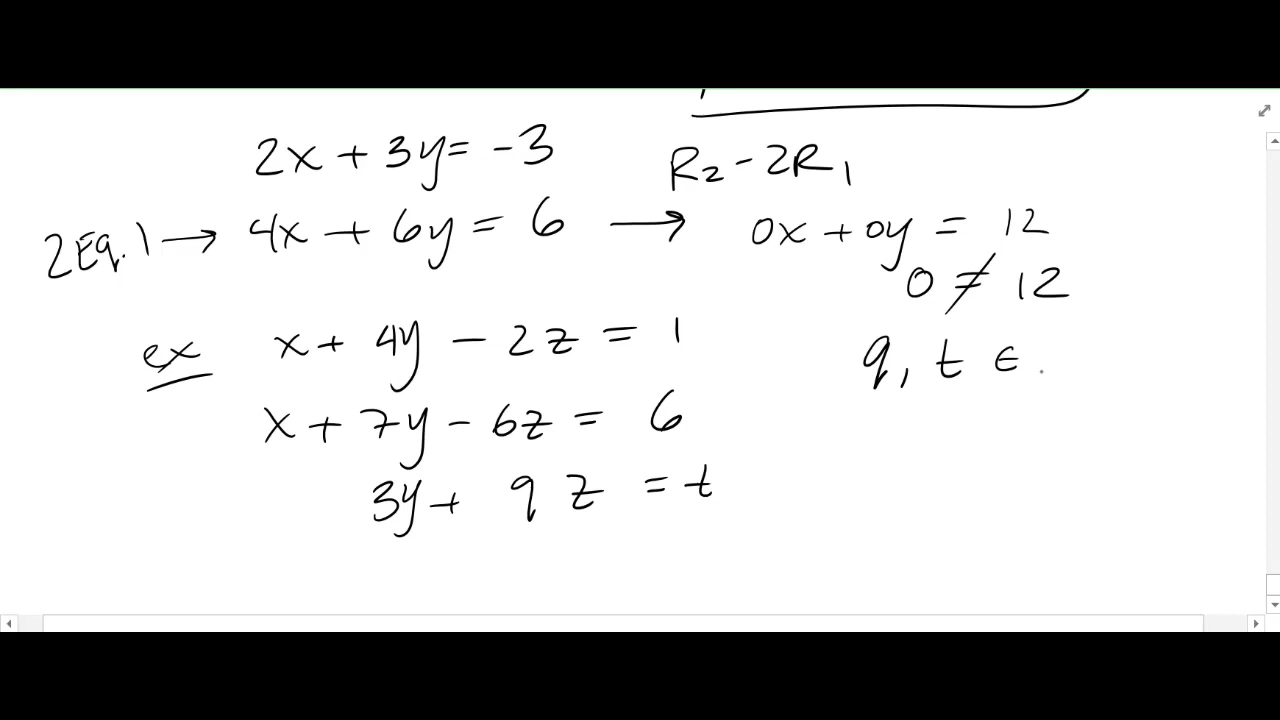 2x + 3y = -3
R2 - 2R1
2Eq. 1 → 4x + 6y = 6 → 0x + 0y = 12
0 ≠ 12
ex x + 4y - 2z = 1
q, t ∈
x + 7y - 6z = 6
3y + q z = t